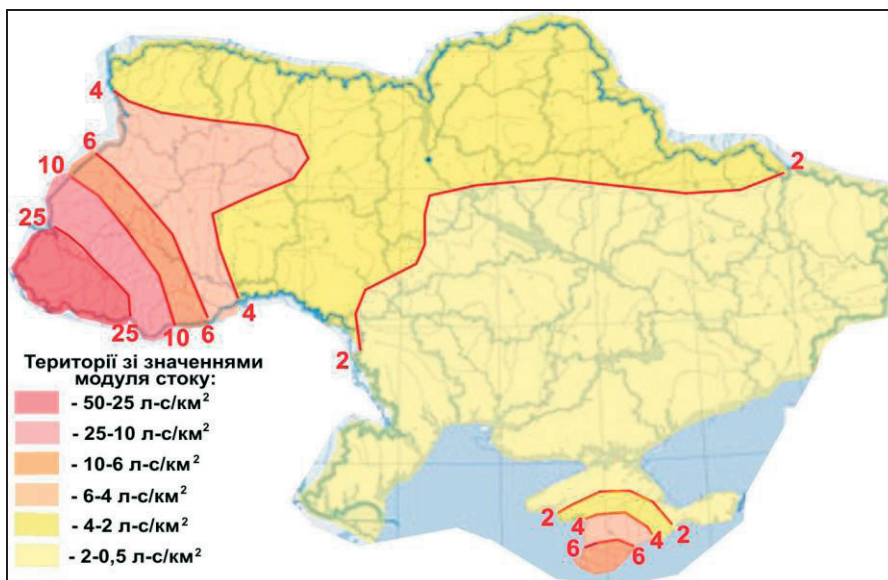 4
6
10
25
2
25
10
6
4
2
Території зі значеннями
модуля стоку:
- 50-25 л-с/км²
- 25-10 л-с/км²
- 10-6 л-с/км²
- 6-4 л-с/км²
- 4-2 л-с/км²
- 2-0,5 л-с/км²
2
2
4
4
6
6